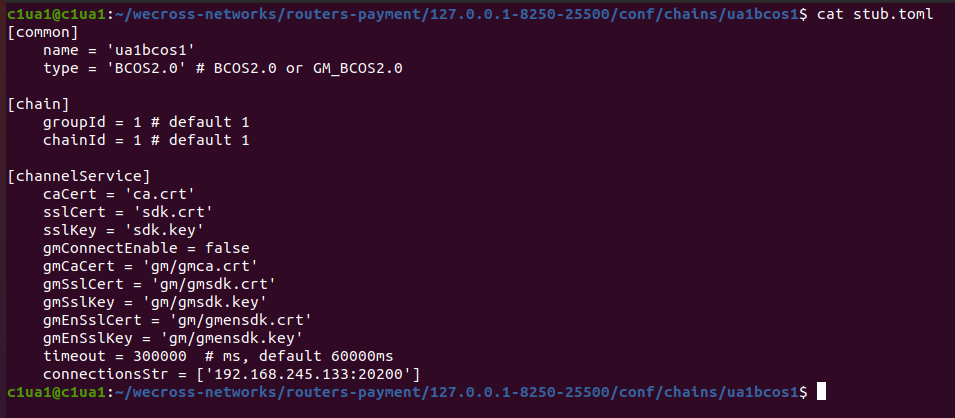 c1ua1@c1ua1:~/wecross-networks/routers-payment/127.0.0.1-8250-25500/conf/chains/ua1bcos1$ cat stub.toml
[common]
    name = 'ua1bcos1'
    type = 'BCOS2.0' # BCOS2.0 or GM_BCOS2.0

[chain]
    groupId = 1 # default 1
    chainId = 1 # default 1

[channelService]
    caCert = 'ca.crt'
    sslCert = 'sdk.crt'
    sslKey = 'sdk.key'
    gmConnectEnable = false
    gmCaCert = 'gm/gmca.crt'
    gmSslCert = 'gm/gmsdk.crt'
    gmSslKey = 'gm/gmsdk.key'
    gmEnSslCert = 'gm/gmensdk.crt'
    gmEnSslKey = 'gm/gmensdk.key'
    timeout = 300000  # ms, default 60000ms
    connectionsStr = ['192.168.245.133:20200']
c1ua1@c1ua1:~/wecross-networks/routers-payment/127.0.0.1-8250-25500/conf/chains/ua1bcos1$